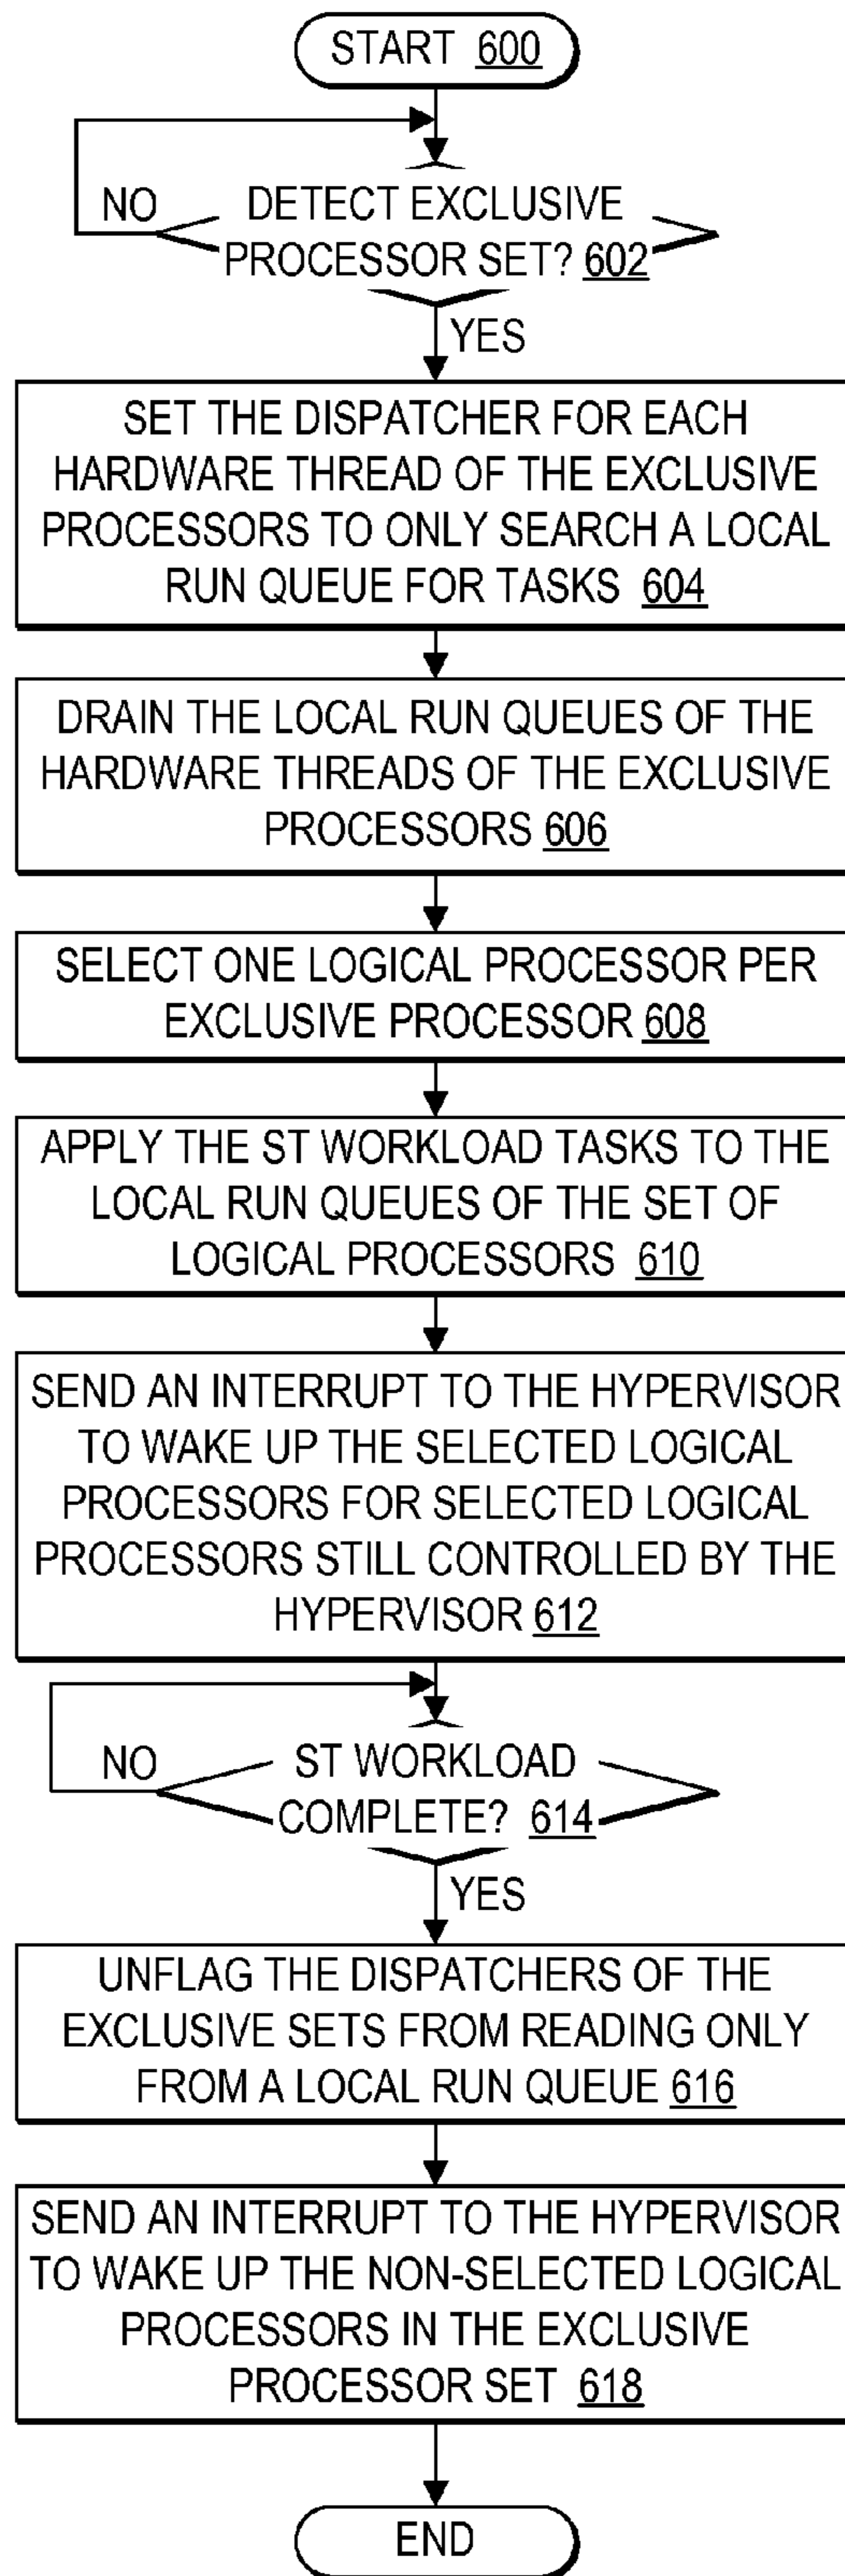 START 600
NO
DETECT EXCLUSIVE
PROCESSOR SET? 602
YES
SET THE DISPATCHER FOR EACH
HARDWARE THREAD OF THE EXCLUSIVE
PROCESSORS TO ONLY SEARCH A LOCAL
RUN QUEUE FOR TASKS 604
DRAIN THE LOCAL RUN QUEUES OF THE
HARDWARE THREADS OF THE EXCLUSIVE
PROCESSORS 606
SELECT ONE LOGICAL PROCESSOR PER
EXCLUSIVE PROCESSOR 608
APPLY THE ST WORKLOAD TASKS TO THE
LOCAL RUN QUEUES OF THE SET OF
LOGICAL PROCESSORS 610
SEND AN INTERRUPT TO THE HYPERVISOR
TO WAKE UP THE SELECTED LOGICAL
PROCESSORS FOR SELECTED LOGICAL
PROCESSORS STILL CONTROLLED BY THE
HYPERVISOR 612
NO
ST WORKLOAD
COMPLETE? 614
YES
UNFLAG THE DISPATCHERS OF THE
EXCLUSIVE SETS FROM READING ONLY
FROM A LOCAL RUN QUEUE 616
SEND AN INTERRUPT TO THE HYPERVISOR
TO WAKE UP THE NON-SELECTED LOGICAL
PROCESSORS IN THE EXCLUSIVE
PROCESSOR SET 618
END